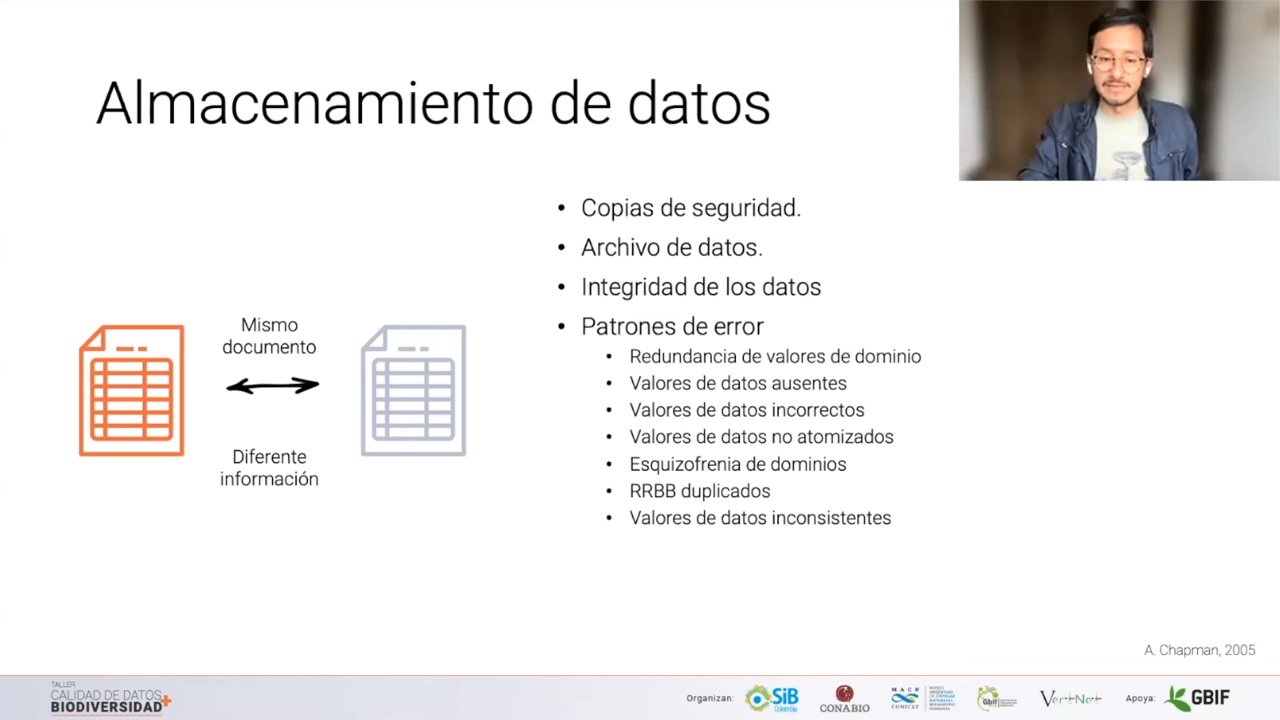 Almacenamiento de datos
• Copias de seguridad.
• Archivo de datos.
• Integridad de los datos
• Patrones de error
• Redundancia de valores de dominio
• Valores de datos ausentes
• Valores de datos incorrectos
• Valores de datos no atomizados
• Esquizofrenia de dominios
• RRBB duplicados
• Valores de datos inconsistentes
Mismo
documento
Diferente
información
A. Chapman, 2005
TALLER
CALIDAD DE DATOS
BIODIVERSIDAD+
Organizan:
SiB
Colombia
CONABIO
MACN
CONICET
Gbif
VertNet
Apoya:
GBIF